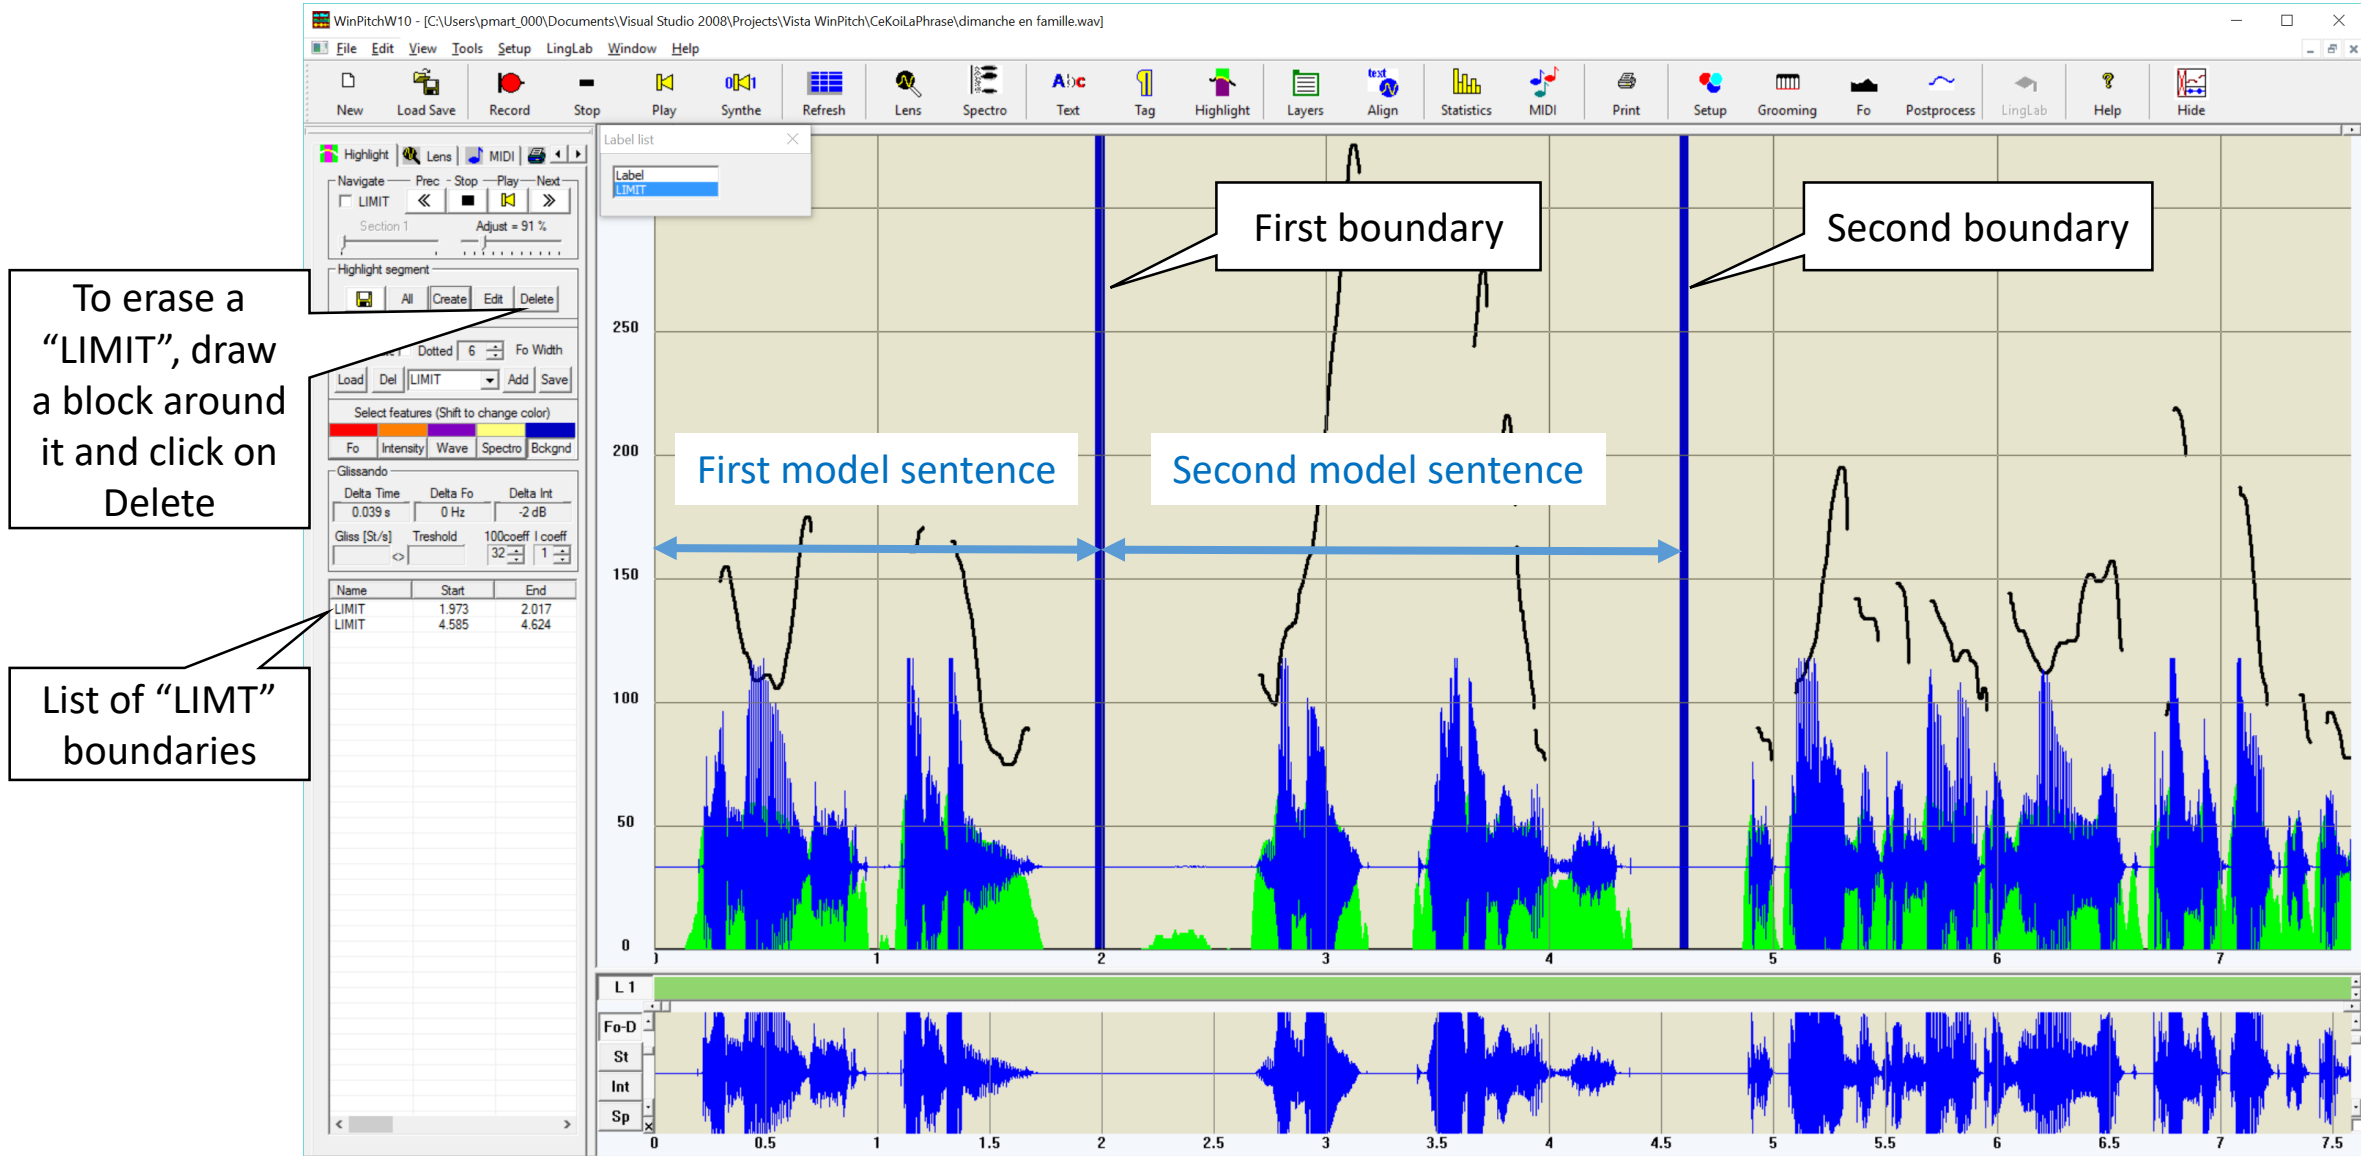 WinPitchW10 - [C:\Users\pmart_000\Documents\Visual Studio 2008\Projects\Vista WinPitch\CeKoiLaPhrase\dimanche en famille.wav]
File Edit View Tools Setup LingLab Window Help
New Load Save Record Stop Play Synthe Refresh Lens Spectro Text Tag Highlight Layers Align Statistics MIDI Print Setup Grooming Fo Postprocess LingLab Help Hide
Highlight Lens MIDI
Navigate Prec - Stop Play Next
LIMIT
Section 1 Adjust = 91 %
Highlight segment
All Create Edit Delete
Dotted 6 Fo Width
Load Del LIMIT Add Save
Select features (Shift to change color)
Fo Intensity Wave Spectro Bckgnd
Glissando
Delta Time Delta Fo Delta Int
0.039 s 0 Hz -2 dB
Gliss [St/s] Treshold 100coeff I coeff
<> 32 1
Name Start End
LIMIT 1.973 2.017
LIMIT 4.585 4.624
Label list
Label
LIMIT
To erase a
“LIMIT”, draw
a block around
it and click on
Delete
List of “LIMT”
boundaries
First boundary
Second boundary
First model sentence
Second model sentence
250
200
150
100
50
0
1 2 3 4 5 6 7
L 1
Fo-D
St
Int
Sp
0 0.5 1 1.5 2 2.5 3 3.5 4 4.5 5 5.5 6 6.5 7 7.5